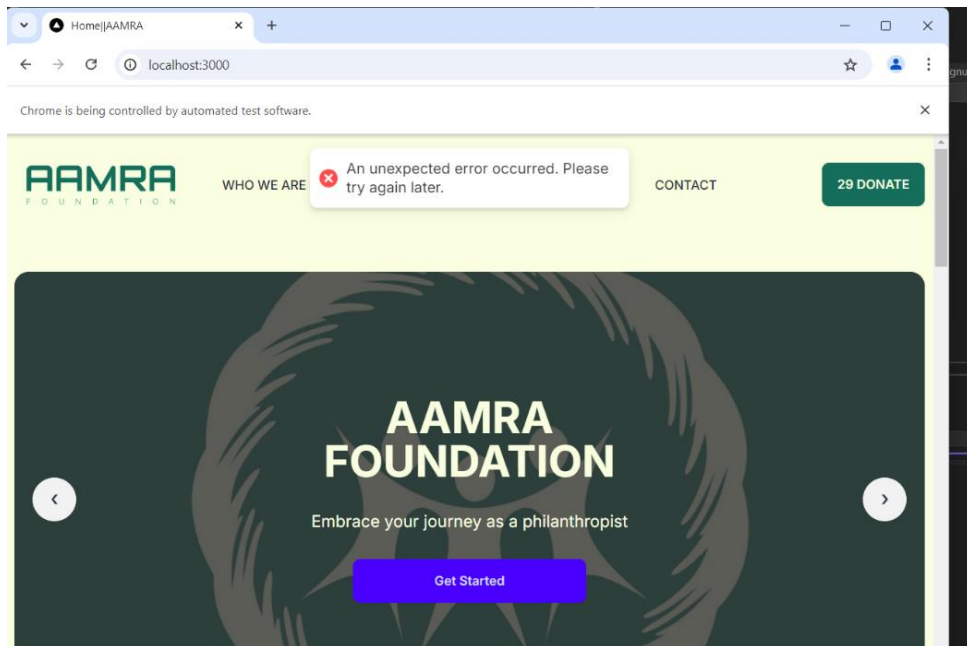 Home||AAMRA
localhost:3000
gnu
Chrome is being controlled by automated test software.
An unexpected error occurred. Please
try again later.
AAMRA
FOUNDATION
WHO WE ARE
CONTACT
29 DONATE
AAMRA
FOUNDATION
Embrace your journey as a philanthropist
Get Started